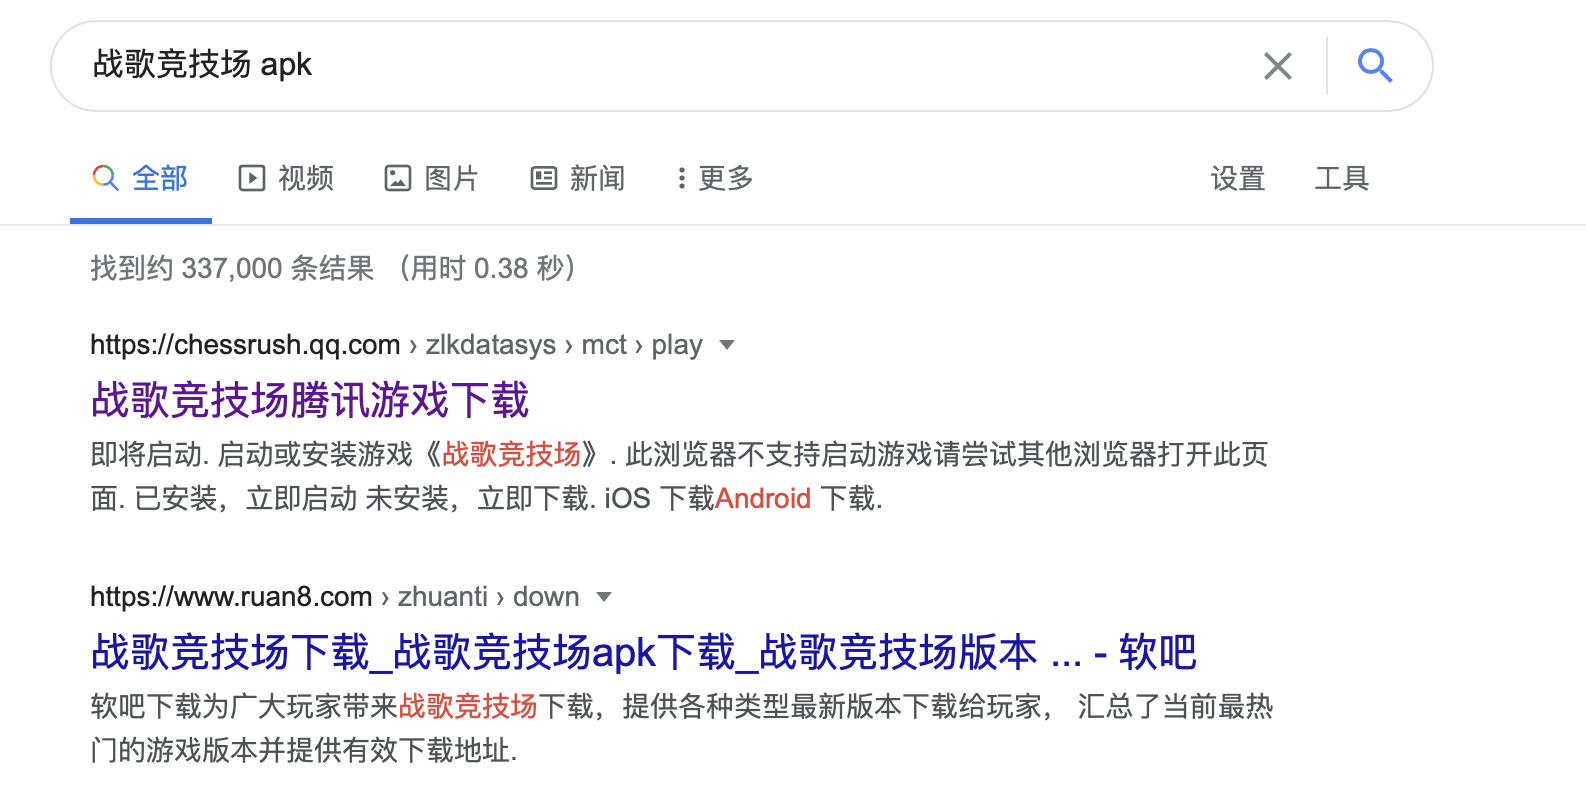 战歌竞技场 apk
全部 视频 图片 新闻 更多 设置 工具
找到约 337,000 条结果 （用时 0.38 秒）
https://chessrush.qq.com › zlkdatasys › mct › play
战歌竞技场腾讯游戏下载
即将启动. 启动或安装游戏《战歌竞技场》. 此浏览器不支持启动游戏请尝试其他浏览器打开此页
面. 已安装，立即启动 未安装，立即下载. iOS 下载Android 下载.
https://www.ruan8.com › zhuanti › down
战歌竞技场下载_战歌竞技场apk下载_战歌竞技场版本 ... - 软吧
软吧下载为广大玩家带来战歌竞技场下载，提供各种类型最新版本下载给玩家， 汇总了当前最热
门的游戏版本并提供有效下载地址.